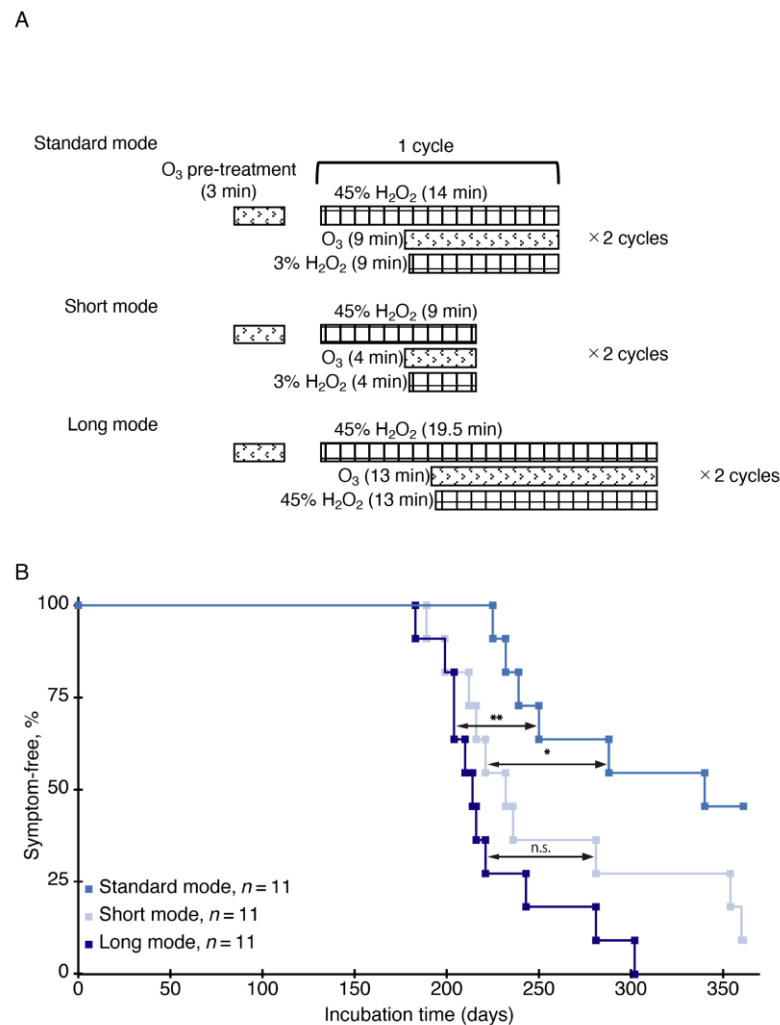 A
Standard mode
1 cycle
O₃ pre-treatment
(3 min)
45% H₂O₂ (14 min)
O₃ (9 min)
×2 cycles
3% H₂O₂ (9 min)
Short mode
45% H₂O₂ (9 min)
O₃ (4 min)
×2 cycles
3% H₂O₂ (4 min)
Long mode
45% H₂O₂ (19.5 min)
O₃ (13 min)
×2 cycles
45% H₂O₂ (13 min)
B
100
75
50
25
0
Symptom-free, %
**
*
n.s.
Standard mode, n = 11
Short mode, n = 11
Long mode, n = 11
0 50 100 150 200 250 300 350
Incubation time (days)